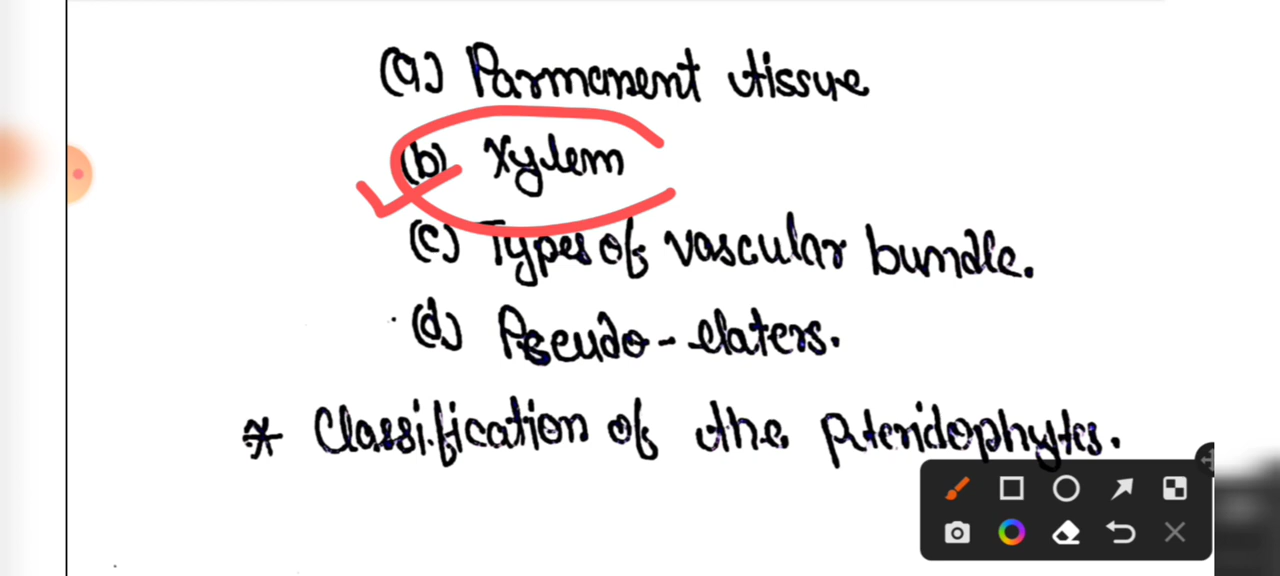 (a) Parmanent tissue
(b) Xylem
(c) Types of vascular bundle.
(d) Pseudo-elaters.
* Classification of the pteridophytes.